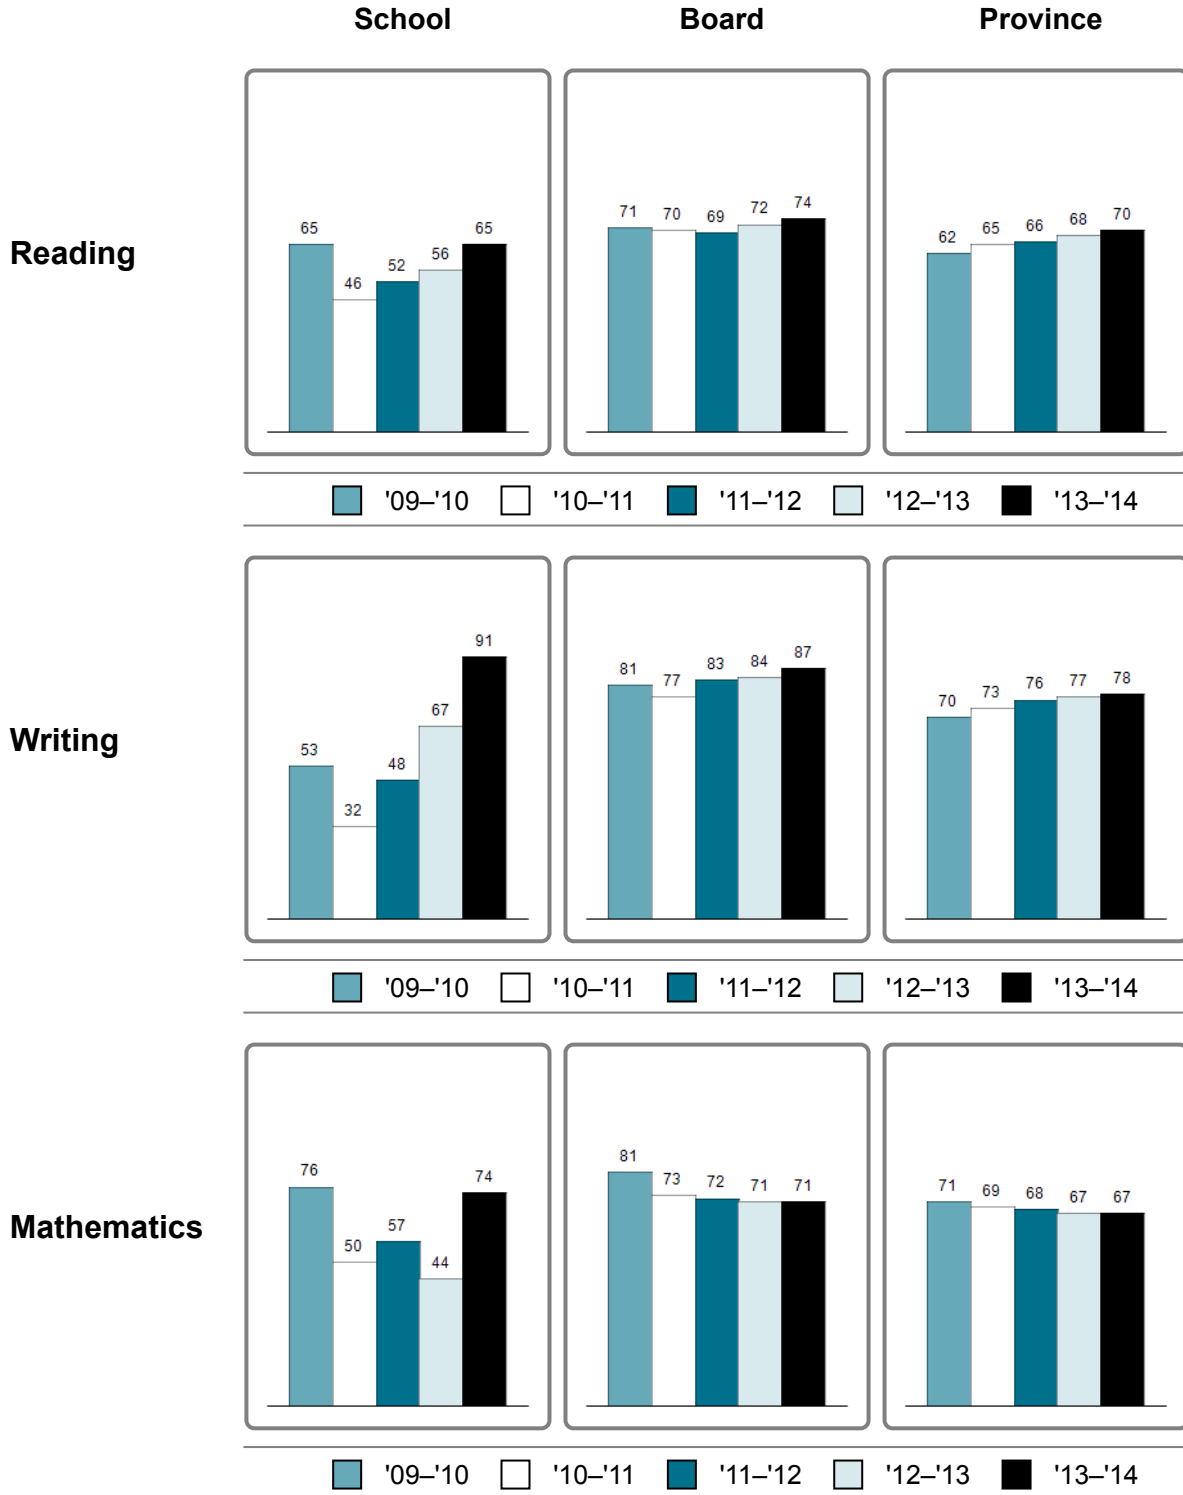 School Board Province
Reading
65 46 52 56 65
71 70 69 72 74
62 65 66 68 70
'09–'10 '10–'11 '11–'12 '12–'13 '13–'14
Writing
53 32 48 67 91
81 77 83 84 87
70 73 76 77 78
'09–'10 '10–'11 '11–'12 '12–'13 '13–'14
Mathematics
76 50 57 44 74
81 73 72 71 71
71 69 68 67 67
'09–'10 '10–'11 '11–'12 '12–'13 '13–'14